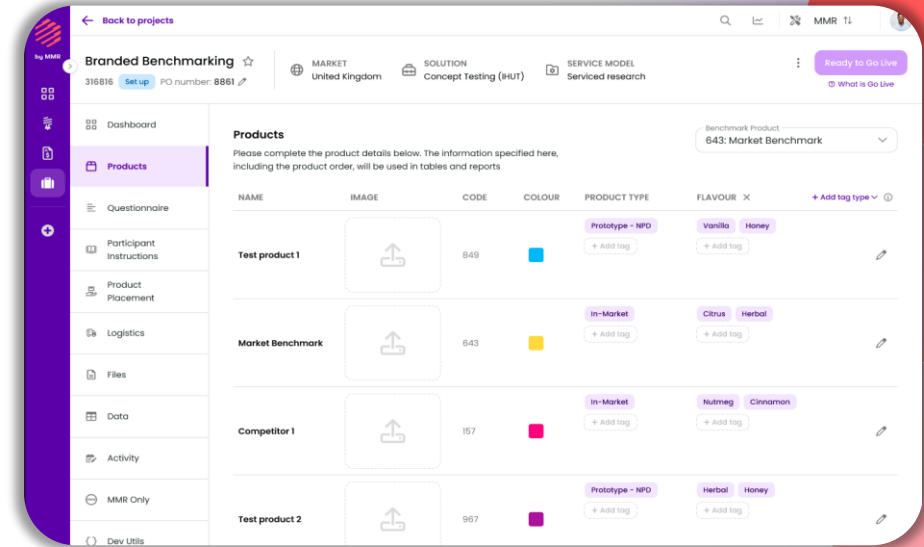 Back to projects
MMR
by MMR
Branded Benchmarking
316816 Set up PO number: 8861
MARKET
United Kingdom
SOLUTION
Concept Testing (IHUT)
SERVICE MODEL
Serviced research
Ready to Go Live
What is Go Live
Dashboard
Products
Questionnaire
Participant
Instructions
Product
Placement
Logistics
Files
Data
Activity
MMR Only
Dev Utils
Products
Please complete the product details below. The information specified here,
including the product order, will be used in tables and reports
Benchmark Product
643: Market Benchmark
NAME IMAGE CODE COLOUR PRODUCT TYPE FLAVOUR + Add tag type
Prototype - NPD Vanilla Honey
+ Add tag + Add tag
Test product 1 849
In-Market Citrus Herbal
+ Add tag + Add tag
Market Benchmark 643
In-Market Nutmeg Cinnamon
+ Add tag + Add tag
Competitor 1 157
Prototype - NPD Herbal Honey
+ Add tag + Add tag
Test product 2 967